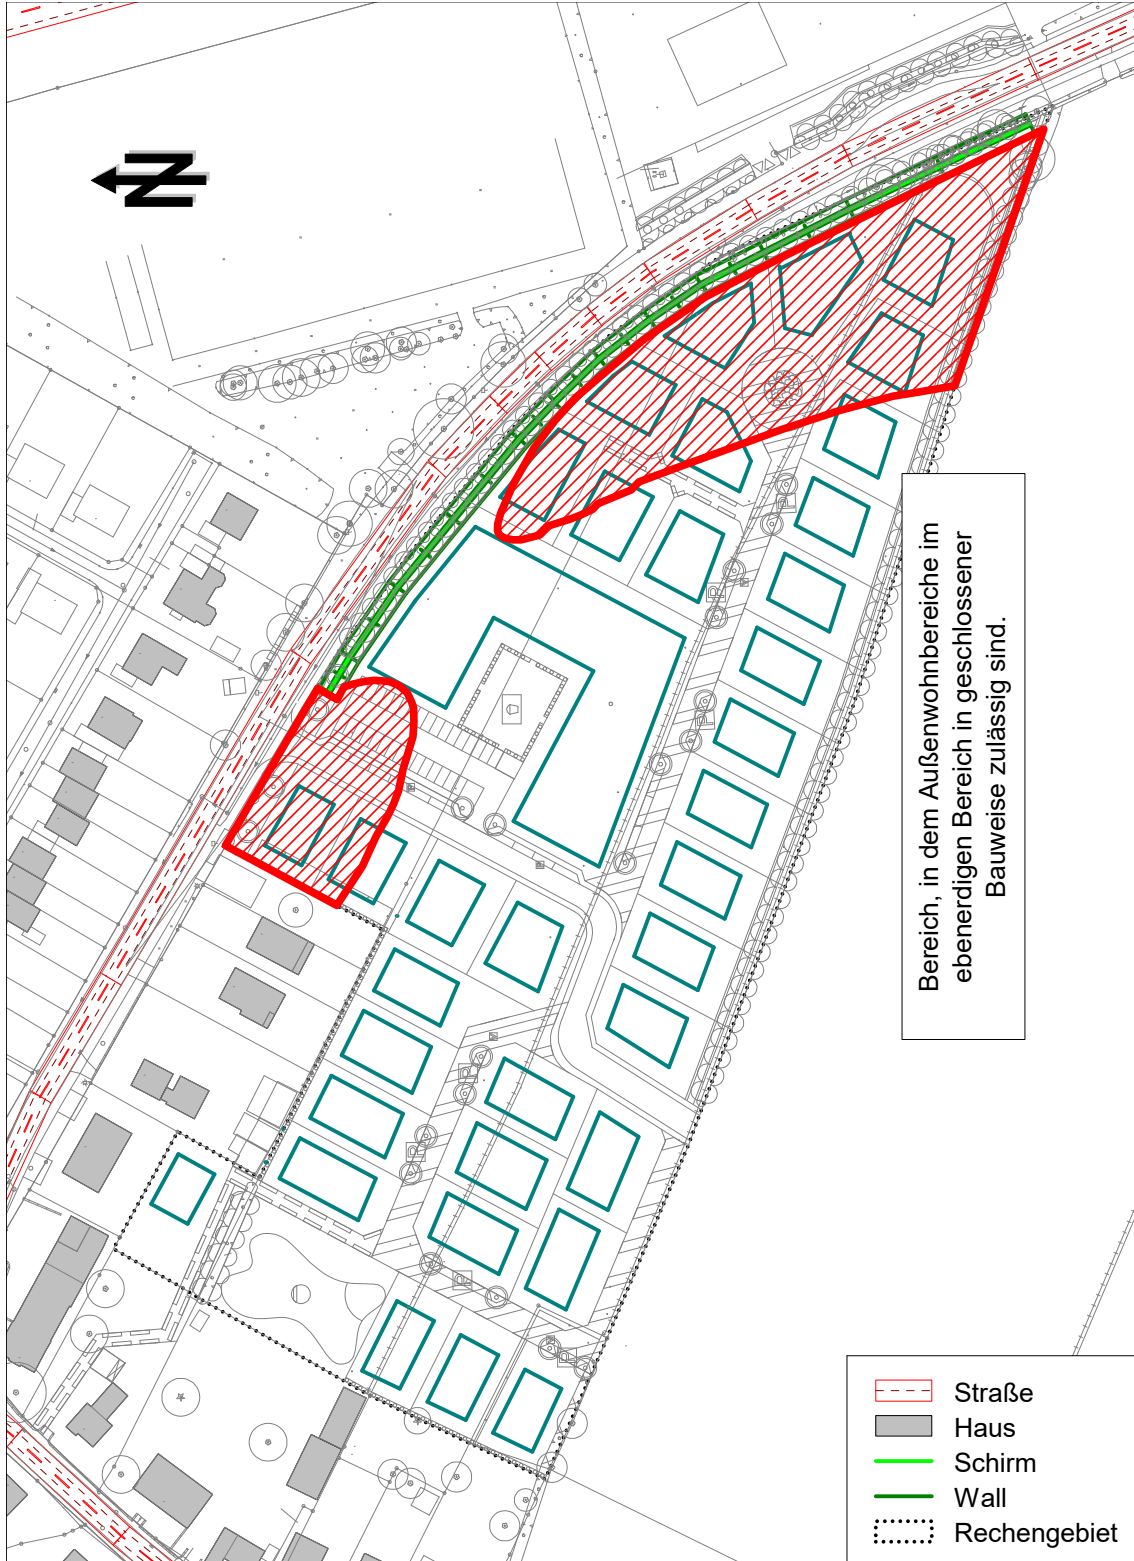 N
Bereich, in dem Außenwohnbereiche im
ebenerdigen Bereich in geschlossener
Bauweise zulässig sind.
P
P
P
P
P
P
P
Straße
Haus
Schirm
Wall
Rechengebiet